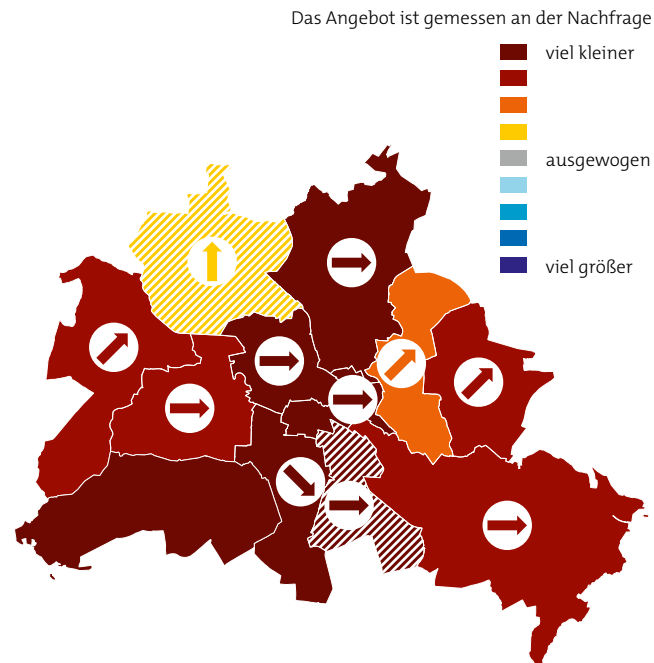 Das Angebot ist gemessen an der Nachfrage
viel kleiner
ausgewogen
viel größer